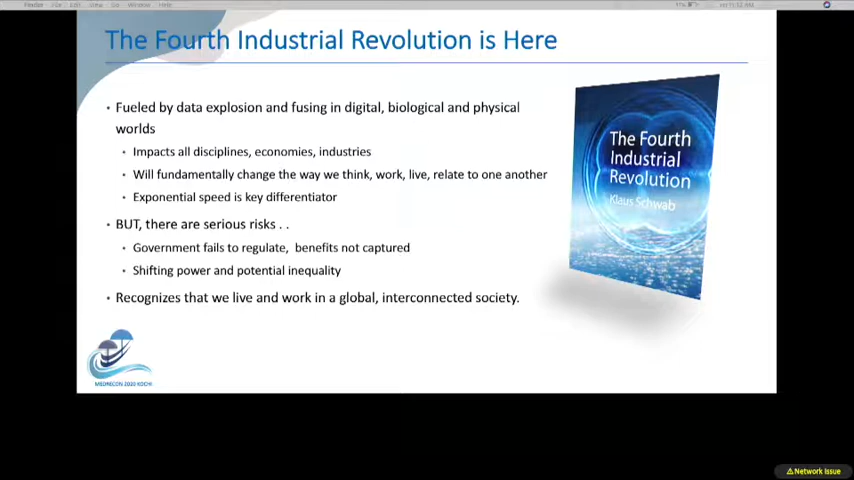 The Fourth Industrial Revolution is Here
• Fueled by data explosion and fusing in digital, biological and physical
worlds
• Impacts all disciplines, economies, industries
• Will fundamentally change the way we think, work, live, relate to one another
• Exponential speed is key differentiator
• BUT, there are serious risks . .
• Government fails to regulate, benefits not captured
• Shifting power and potential inequality
• Recognizes that we live and work in a global, interconnected society.
The Fourth
Industrial
Revolution
Klaus Schwab
MEDRECON 2020 KOCHI
⚠Network Issue